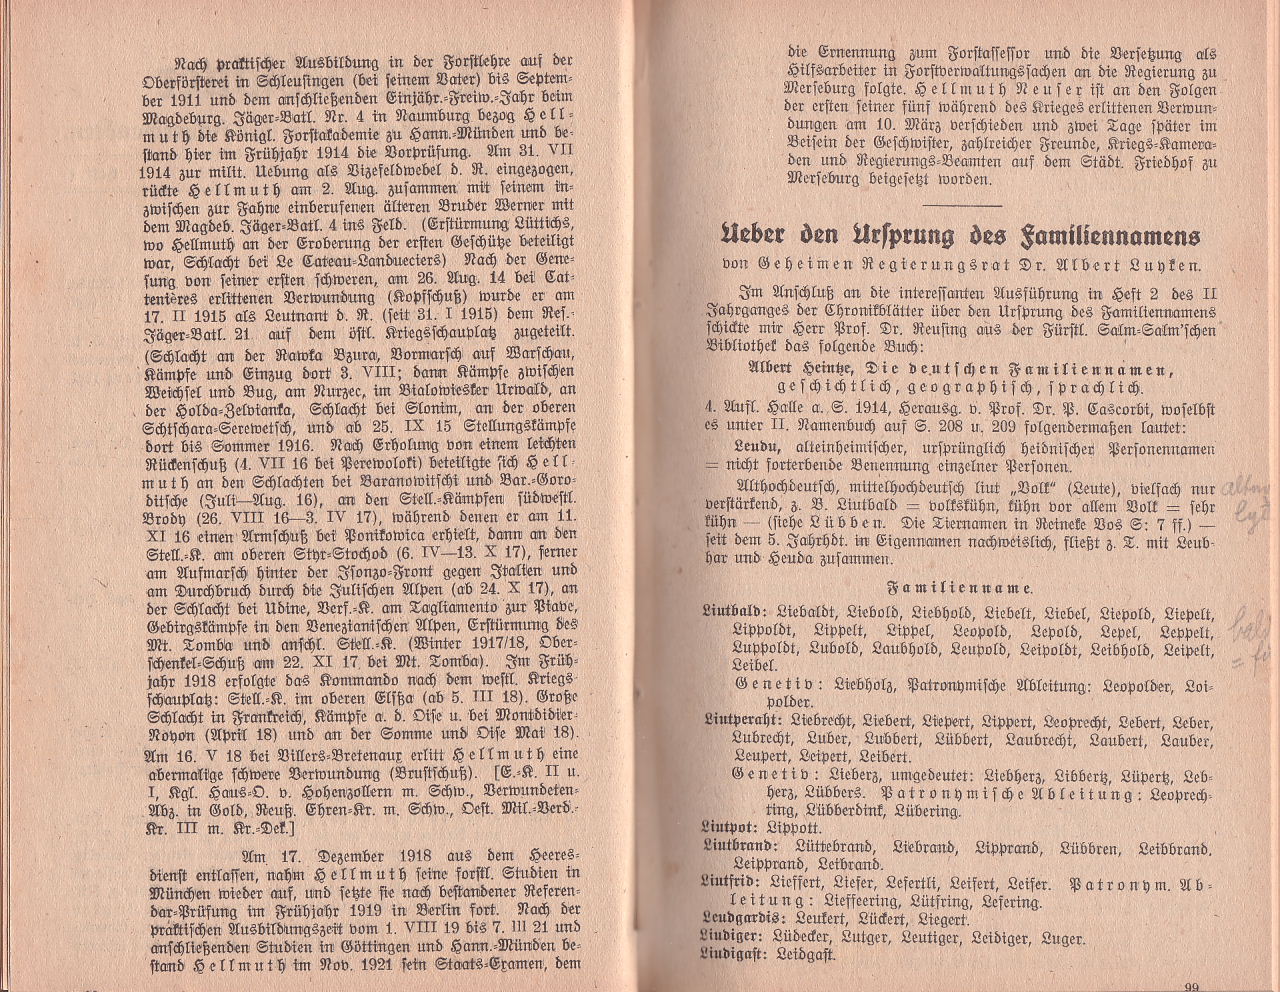 Nach praktischer Ausbildung in der Forstlehre auf der
Oberförsterei in Schleusingen (bei seinem Vater) bis Septem-
ber 1911 und dem anschließenden Einjähr.-Freiw.-Jahr beim
Magdeburg. Jäger-Batl. Nr. 4 in Naumburg bezog Hell-
muth die Königl. Forstakademie zu Hann.-Münden und be-
stand hier im Frühjahr 1914 die Vorprüfung. Am 31. VII
1914 zur milit. Uebung als Vizefeldwebel d. R. eingezogen,
rückte Hellmuth am 2. Aug. zusammen mit seinem in-
zwischen zur Fahne einberufenen älteren Bruder Werner mit
dem Magdeb. Jäger-Batl. 4 ins Feld. (Erstürmung Lüttichs,
wo Hellmuth an der Eroberung der ersten Geschütze beteiligt
war, Schlacht bei Le Cateau-Landueciers) Nach der Gene-
sung von seiner ersten schweren, am 26. Aug. 14 bei Cat-
tenières erlittenen Verwundung (Kopfschuß) wurde er am
17. II 1915 als Leutnant d. R. (seit 31. I 1915) dem Res.-
Jäger-Batl. 21 auf dem östl. Kriegsschauplatz zugeteilt.
(Schlacht an der Rawka Bzura, Vormarsch auf Warschau,
Kämpfe und Einzug dort 3. VIII; dann Kämpfe zwischen
Weichsel und Bug, am Nurzec, im Bialowiesker Urwald, an
der Holda-Zelvianka, Schlacht bei Slonim, an der oberen
Schtschara-Serewetsch, und ab 25. IX 15 Stellungskämpfe
dort bis Sommer 1916. Nach Erholung von einem leichten
Rückenschuß (4. VII 16 bei Perewoloki) beteiligte sich Hell-
muth an den Schlachten bei Baranowitschi und Bar.-Goro-
ditsche (Juli—Aug. 16), an den Stell.-Kämpfen südwestl.
Brody (26. VIII 16—3. IV 17), während denen er am 11.
XI 16 einen Armschuß bei Ponikowica erhielt, dann an den
Stell.-K. am oberen Styr-Stochod (6. IV—13. X 17), ferner
am Aufmarsch hinter der Isonzo-Front gegen Italien und
am Durchbruch durch die Julischen Alpen (ab 24. X 17), an
der Schlacht bei Udine, Verf.-K. am Tagliamento zur Piave,
Gebirgskämpfe in den Venezianischen Alpen, Erstürmung des
Mt. Tomba und anschl. Stell.-K. (Winter 1917/18, Ober-
schenkel-Schuß am 22. XI 17 bei Mt. Tomba). Im Früh-
jahr 1918 erfolgte das Kommando nach dem westl. Kriegs-
schauplatz: Stell.-K. im oberen Elsßa (ab 5. III 18). Große
Schlacht in Frankreich, Kämpfe a. d. Oise u. bei Montdidier-
Noyon (April 18) und an der Somme und Oise Mai 18).
Am 16. V 18 bei Villers-Bretenaux erlitt Hellmuth eine
abermalige schwere Verwundung (Brustschuß). [E.-K. II u.
I, Kgl. Haus-O. v. Hohenzollern m. Schw., Verwundeten-
Abz. in Gold, Reuß. Ehren-Kr. m. Schw., Oest. Mil.-Verd.-
Kr. III m. Kr.-Dek.]
Am 17. Dezember 1918 aus dem Heeres-
dienst entlassen, nahm Hellmuth seine forstl. Studien in
München wieder auf, und setzte sie nach bestandener Referen-
dar-Prüfung im Frühjahr 1919 in Berlin fort. Nach der
praktischen Ausbildungszeit vom 1. VIII 19 bis 7. III 21 und
anschließenden Studien in Göttingen und Hann.-Münden be-
stand Hellmuth im Nov. 1921 sein Staats-Examen, dem
die Ernennung zum Forstassessor und die Versetzung als
Hilfsarbeiter in Forstverwaltungssachen an die Regierung zu
Merseburg folgte. Hellmuth Neuser ist an den Folgen
der ersten seiner fünf während des Krieges erlittenen Verwun-
dungen am 10. März verschieden und zwei Tage später im
Beisein der Geschwister, zahlreicher Freunde, Kriegs-Kamera-
den und Regierungs-Beamten auf dem Städt. Friedhof zu
Merseburg beigesetzt worden.
Ueber den Ursprung des Familiennamens
von Geheimen Regierungsrat Dr. Albert Luyken.
Im Anschluß an die interessanten Ausführung in Heft 2 des II
Jahrganges der Chronikblätter über den Ursprung des Familiennamens
schickte mir Herr Prof. Dr. Reusing aus der Fürstl. Salm-Salm'schen
Bibliothek das folgende Buch:
Albert Heintze, Die deutschen Familiennamen,
geschichtlich, geographisch, sprachlich.
4. Aufl. Halle a. S. 1914, Herausg. v. Prof. Dr. P. Cascorbi, woselbst
es unter II. Namenbuch auf S. 208 u. 209 folgendermaßen lautet:
Leudu, alteinheimischer, ursprünglich heidnischer Personennamen
= nicht forterbende Benennung einzelner Personen.
Althochdeutsch, mittelhochdeutsch liut „Volk“ (Leute), vielfach nur
verstärkend, z. B. Liutbald = volkskühn, kühn vor allem Volk = sehr
kühn — (siehe Lübben. Die Tiernamen in Reineke Vos S: 7 ff.) —
seit dem 5. Jahrhdt. in Eigennamen nachweislich, fließt z. T. mit Leub-
har und Heuda zusammen.
Familienname.
Liutbald: Liebaldt, Liebold, Liebhold, Liebelt, Liebel, Liepold, Liepelt,
Lippoldt, Lippelt, Lippel, Leopold, Lepold, Lepel, Leppelt,
Luppoldt, Lubold, Laubhold, Leupold, Leipoldt, Leibhold, Leipelt,
Leibel.
Genetiv: Liebholz, Patronymische Ableitung: Leopolder, Loi-
polder.
Liutperaht: Liebrecht, Liebert, Liepert, Lippert, Leoprecht, Lebert, Leber,
Lubrecht, Luber, Lubbert, Lübbert, Laubrecht, Laubert, Lauber,
Leupert, Leipert, Leibert.
Genetiv: Lieberz, umgedeutet: Liebherz, Libbertz, Lüpertz, Leb-
herz, Lübbers. Patronymische Ableitung: Leoprech-
ting, Lübberdink, Lübering.
Liutpot: Lippott.
Liutbrand: Lüttebrand, Liebrand, Lipprand, Lübbren, Leibbrand,
Leipprand, Leibrand.
Liutfrid: Lieffert, Liefer, Lefertli, Leifert, Leifer. Patronym. Ab-
leitung: Lieffeering, Lütfring, Lefering.
Leudgardis: Leukert, Lückert, Liegert.
Liudiger: Lüdecker, Lutger, Leutiger, Leidiger, Luger.
Liudigast: Leidgast.
99